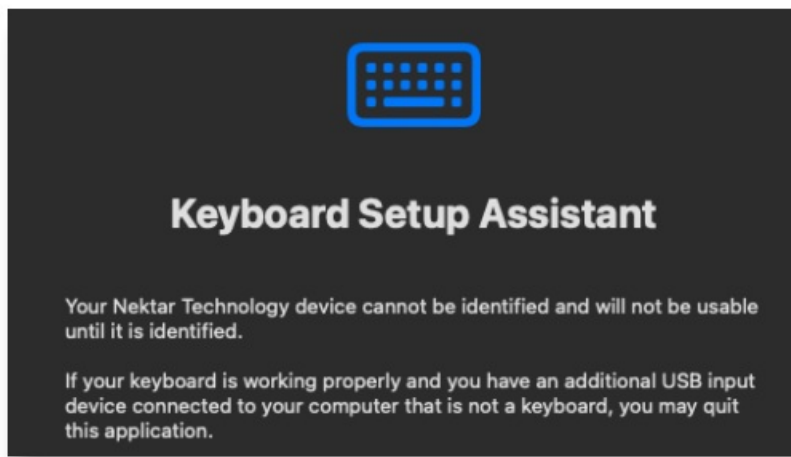 Keyboard Setup Assistant
Your Nektar Technology device cannot be identified and will not be usable
until it is identified.
If your keyboard is working properly and you have an additional USB input
device connected to your computer that is not a keyboard, you may quit
this application.